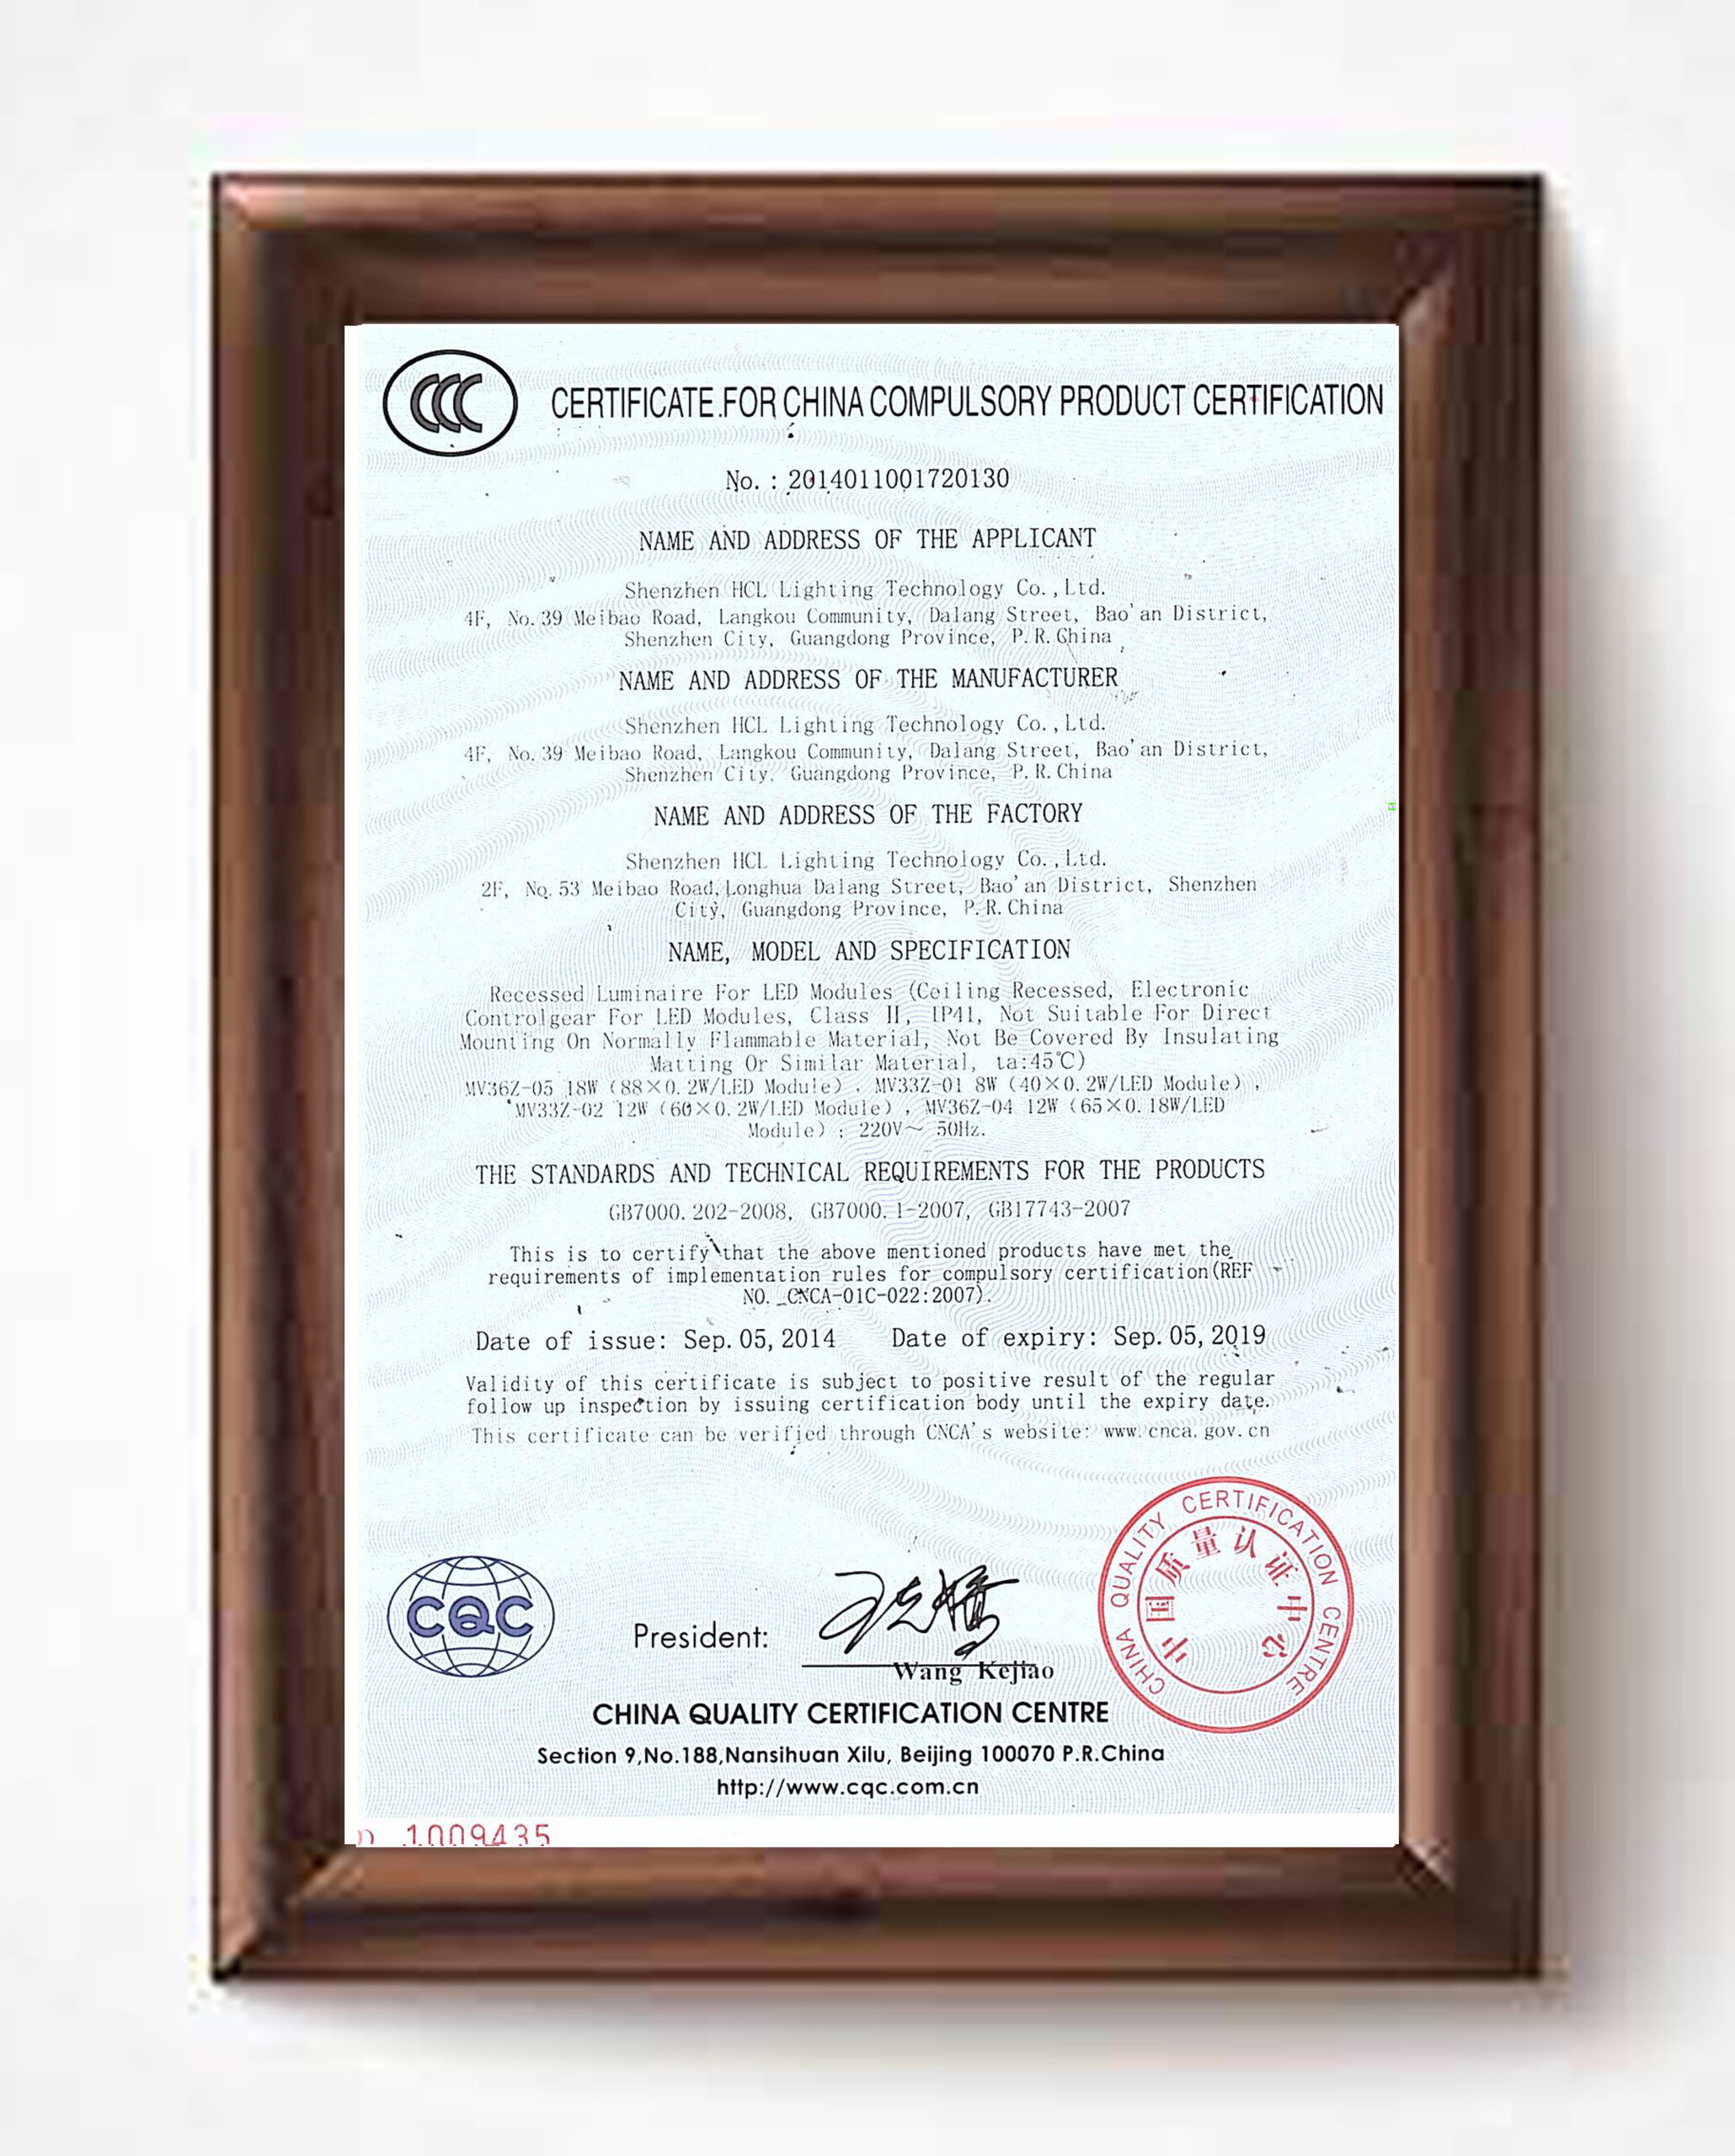 CCC
CERTIFICATE FOR CHINA COMPULSORY PRODUCT CERTIFICATION
No.: 2014011001720130
NAME AND ADDRESS OF THE APPLICANT
Shenzhen HCL Lighting Technology Co.,Ltd.
4F, No.39 Meibao Road, Langkou Community, Dalang Street, Bao'an District,
Shenzhen City, Guangdong Province, P.R.China
NAME AND ADDRESS OF THE MANUFACTURER
Shenzhen HCL Lighting Technology Co.,Ltd.
4F, No.39 Meibao Road, Langkou Community, Dalang Street, Bao'an District,
Shenzhen City, Guangdong Province, P.R.China
NAME AND ADDRESS OF THE FACTORY
Shenzhen HCL Lighting Technology Co.,Ltd.
2F, No.53 Meibao Road,Longhua Dalang Street, Bao'an District, Shenzhen
City, Guangdong Province, P.R.China
NAME, MODEL AND SPECIFICATION
Recessed Luminaire For LED Modules (Ceiling Recessed, Electronic
Controlgear For LED Modules, Class II, IP41, Not Suitable For Direct
Mounting On Normally Flammable Material, Not Be Covered By Insulating
Matting Or Similar Material, ta:45℃)
MV36Z-05 18W (88×0.2W/LED Module), MV33Z-01 8W (40×0.2W/LED Module),
MV33Z-02 12W (60×0.2W/LED Module), MV36Z-04 12W (65×0.18W/LED
Module); 220V~ 50Hz.
THE STANDARDS AND TECHNICAL REQUIREMENTS FOR THE PRODUCTS
GB7000.202-2008, GB7000.1-2007, GB17743-2007
This is to certify that the above mentioned products have met the
requirements of implementation rules for compulsory certification(REF
NO. CNCA-01C-022:2007).
Date of issue: Sep.05,2014 Date of expiry: Sep.05,2019
Validity of this certificate is subject to positive result of the regular
follow up inspection by issuing certification body until the expiry date.
This certificate can be verified through CNCA's website: www.cnca.gov.cn
CHINA QUALITY CERTIFICATION CENTRE
中国质量认证中心
CQC
President:
Wang Kejiao
CHINA QUALITY CERTIFICATION CENTRE
Section 9,No.188,Nansihuan Xilu, Beijing 100070 P.R.China
http://www.cqc.com.cn
1009435